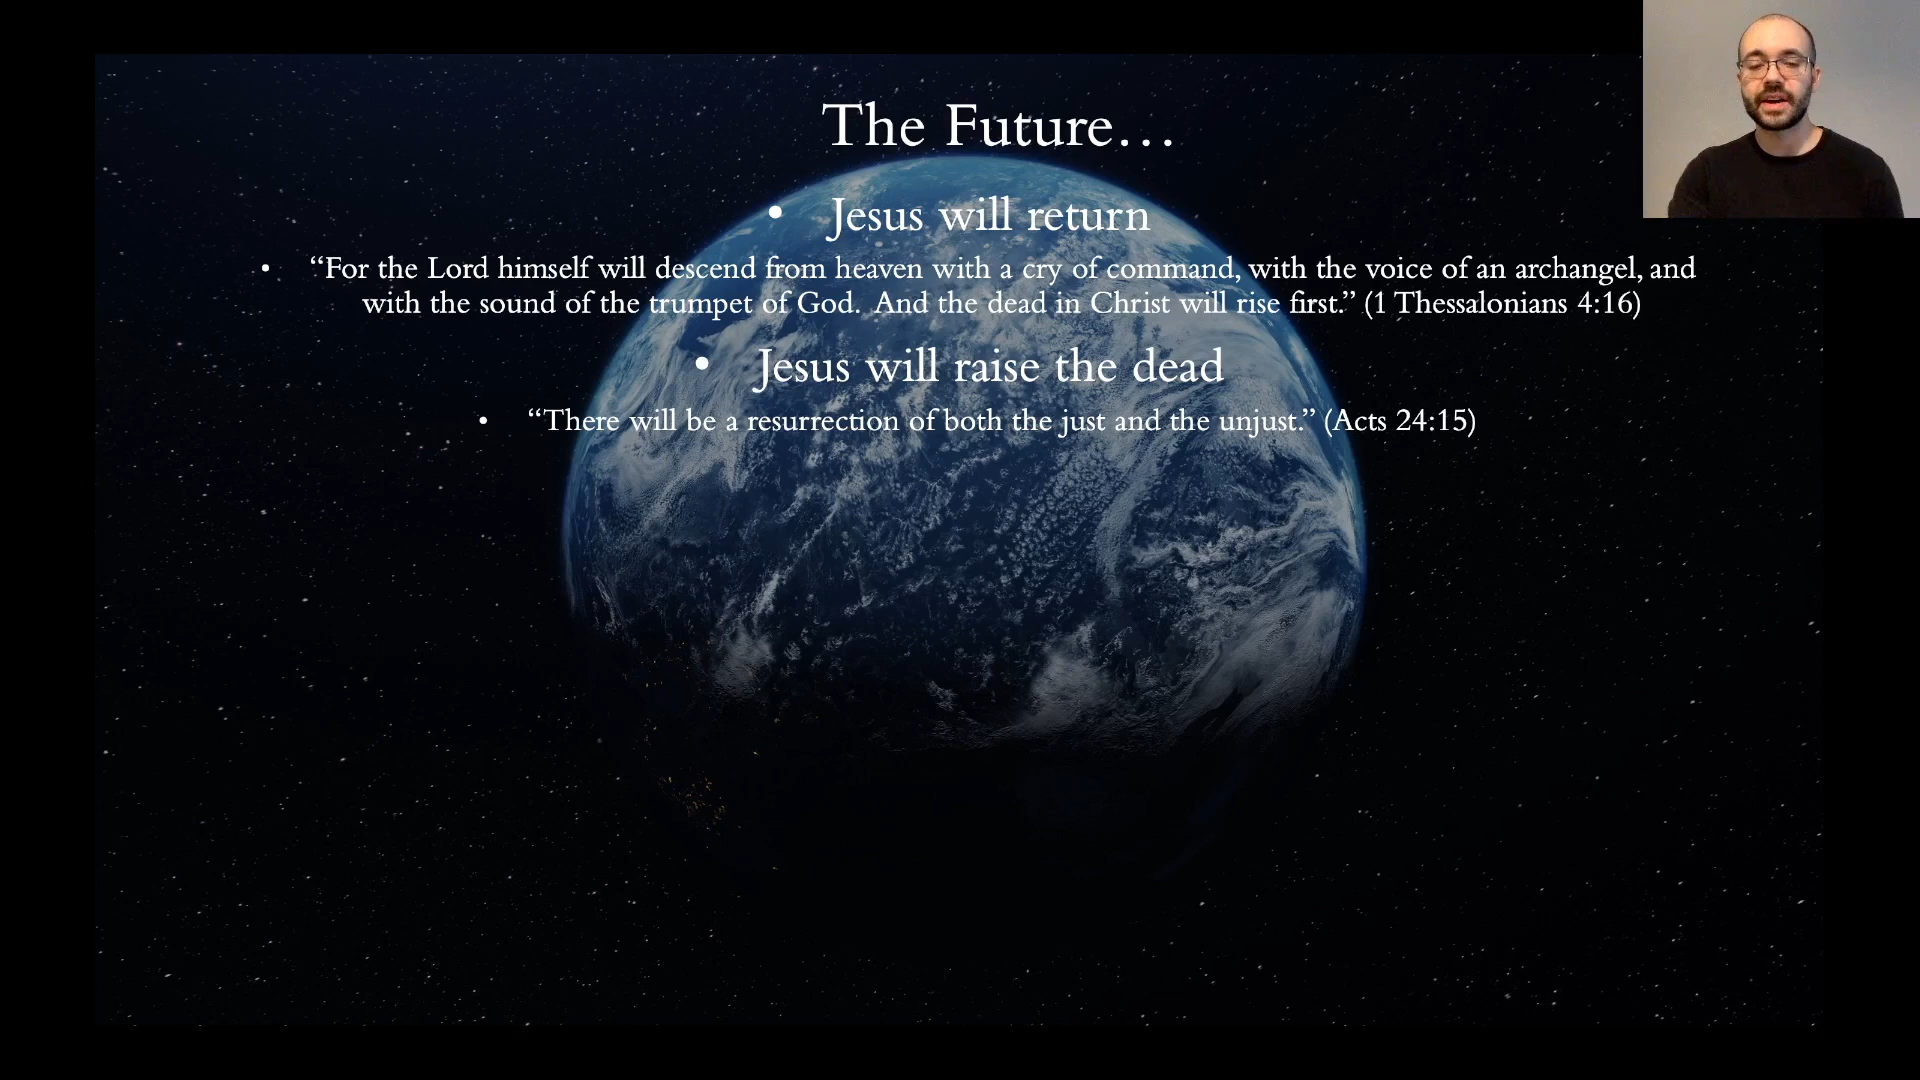 The Future…
• Jesus will return
• “For the Lord himself will descend from heaven with a cry of command, with the voice of an archangel, and
with the sound of the trumpet of God. And the dead in Christ will rise first.” (1 Thessalonians 4:16)
• Jesus will raise the dead
• “There will be a resurrection of both the just and the unjust.” (Acts 24:15)